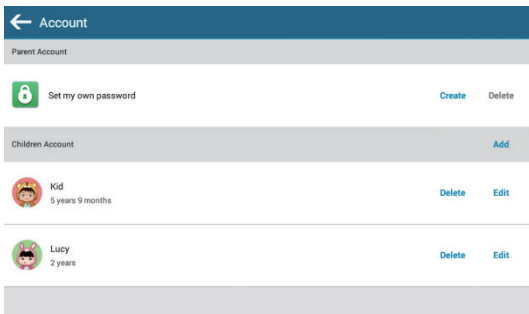 Account
Parent Account
Set my own password Create Delete
Children Account Add
Kid
5 years 9 months Delete Edit
Lucy
2 years Delete Edit